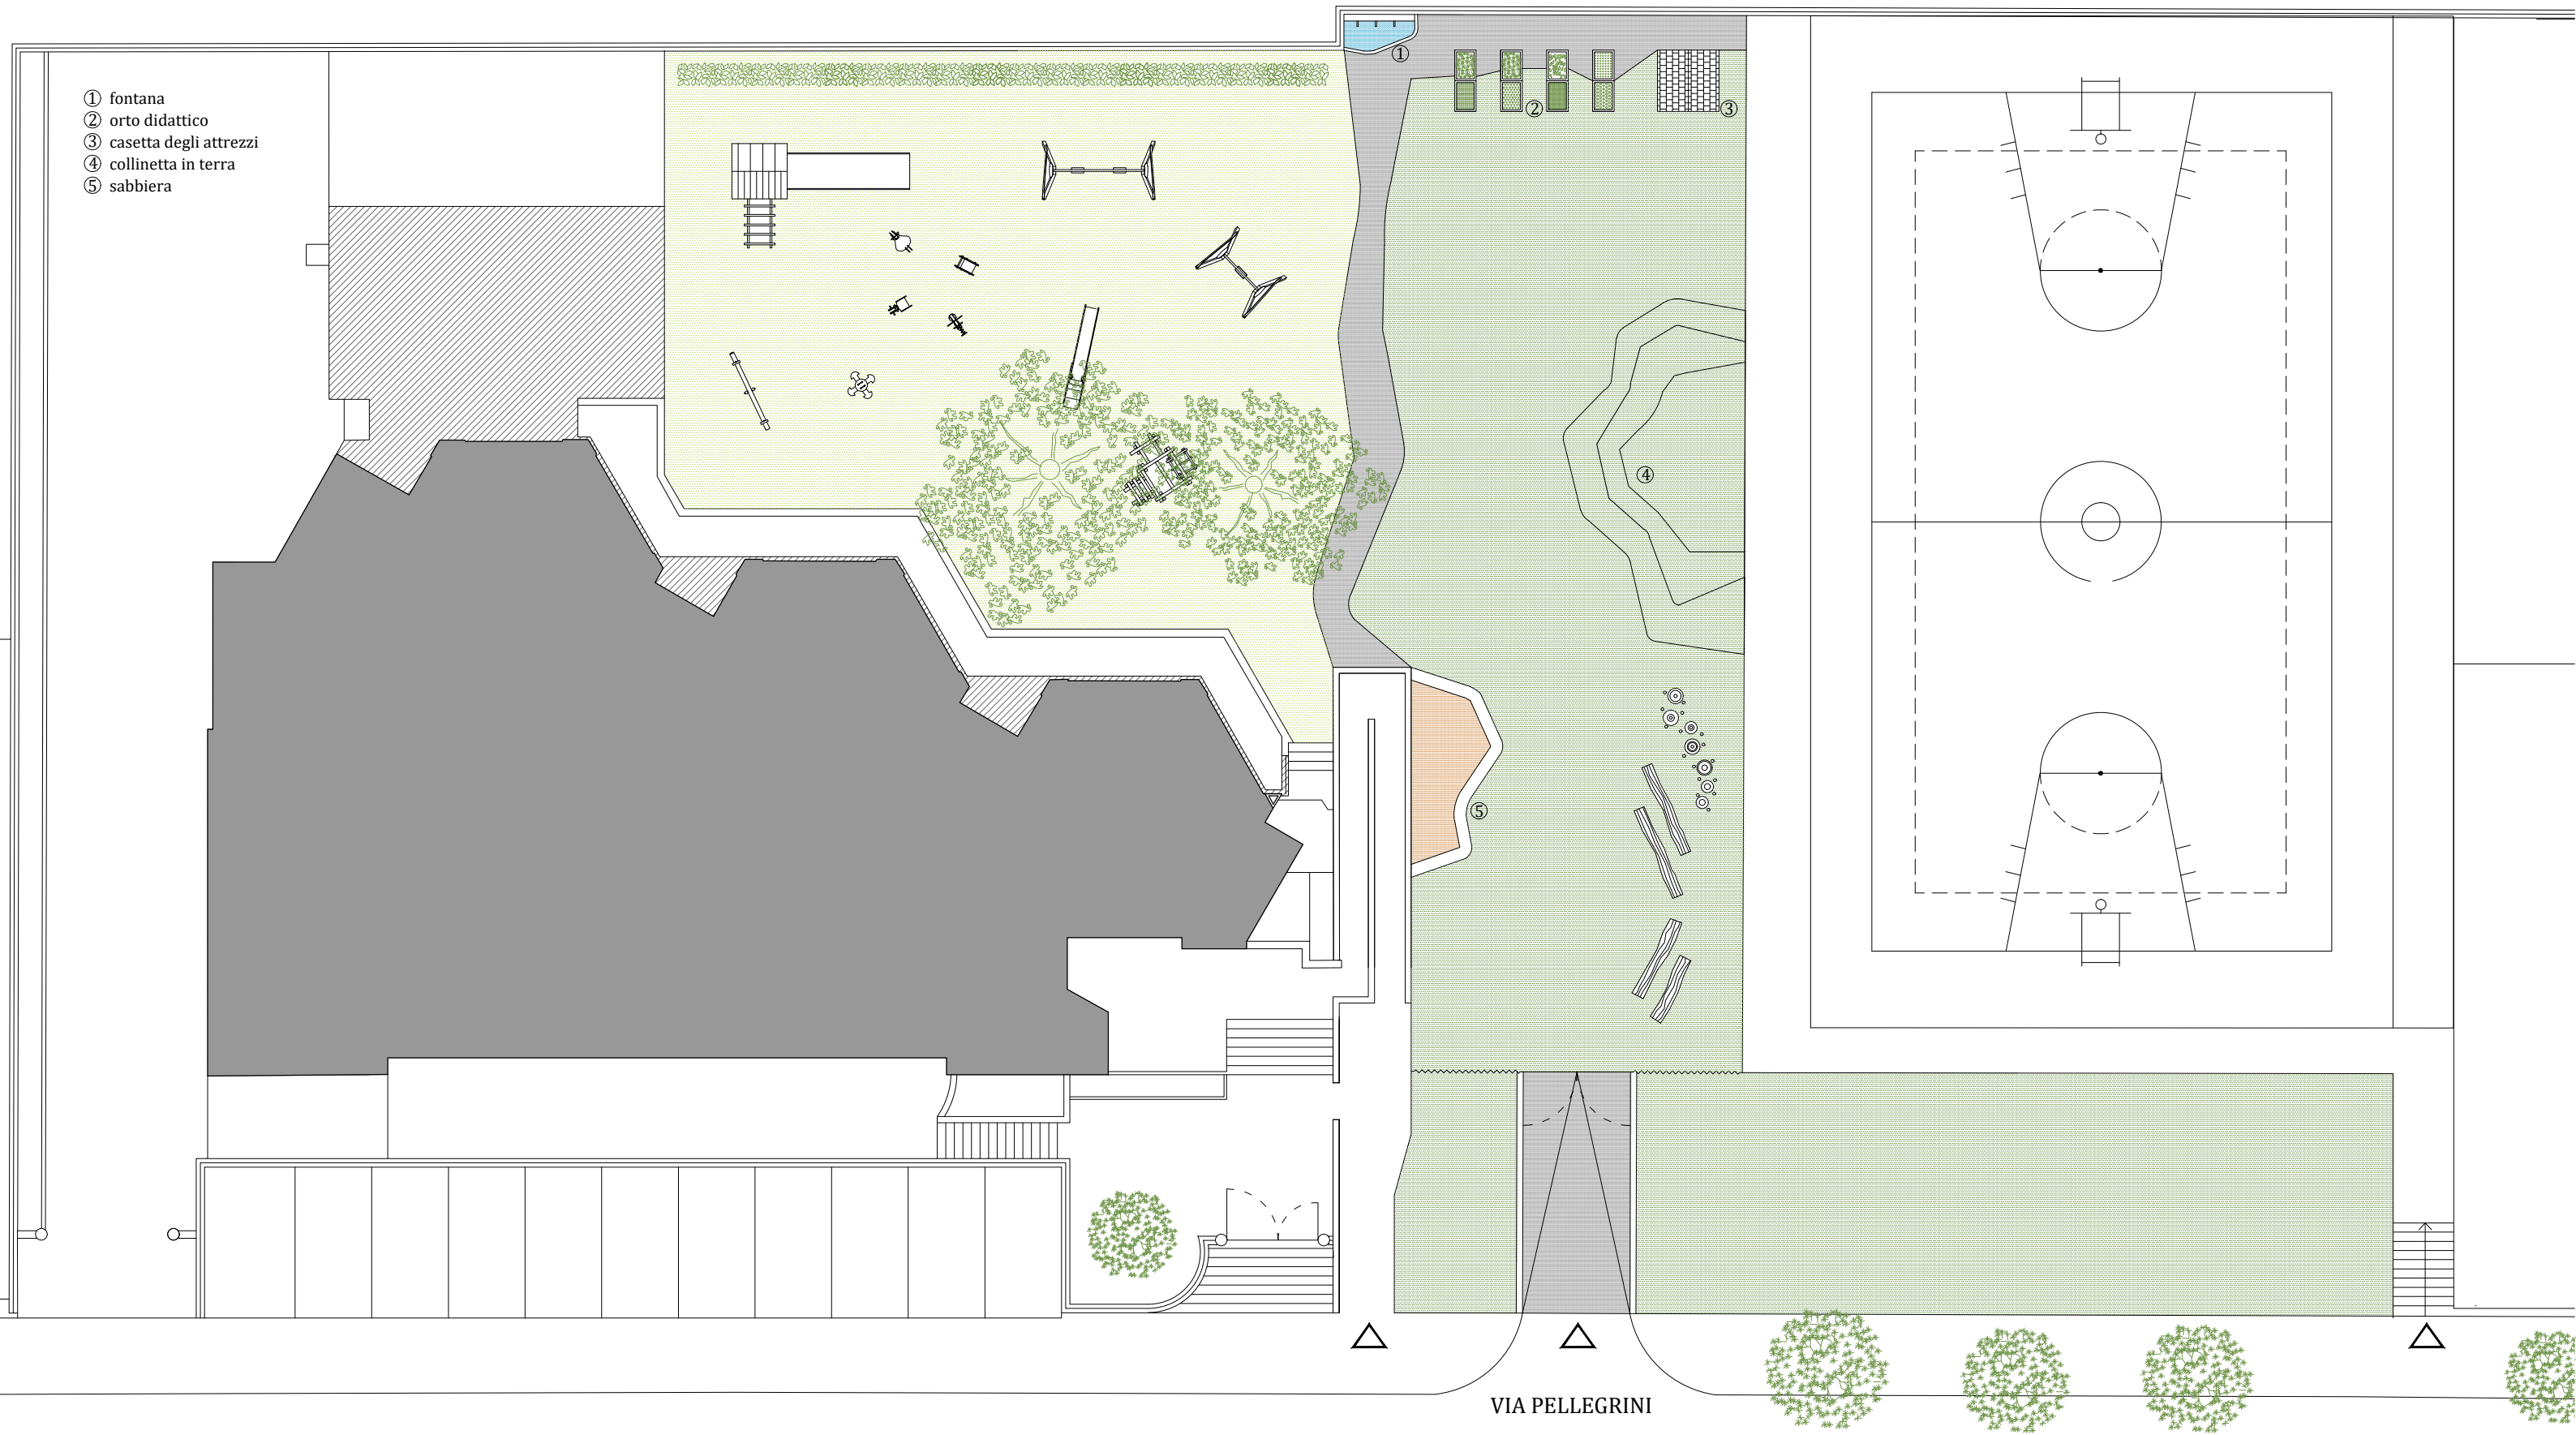 ① fontana
② orto didattico
③ casetta degli attrezzi
④ collinetta in terra
⑤ sabbiera
①
②
③
④
⑤
VIA PELLEGRINI